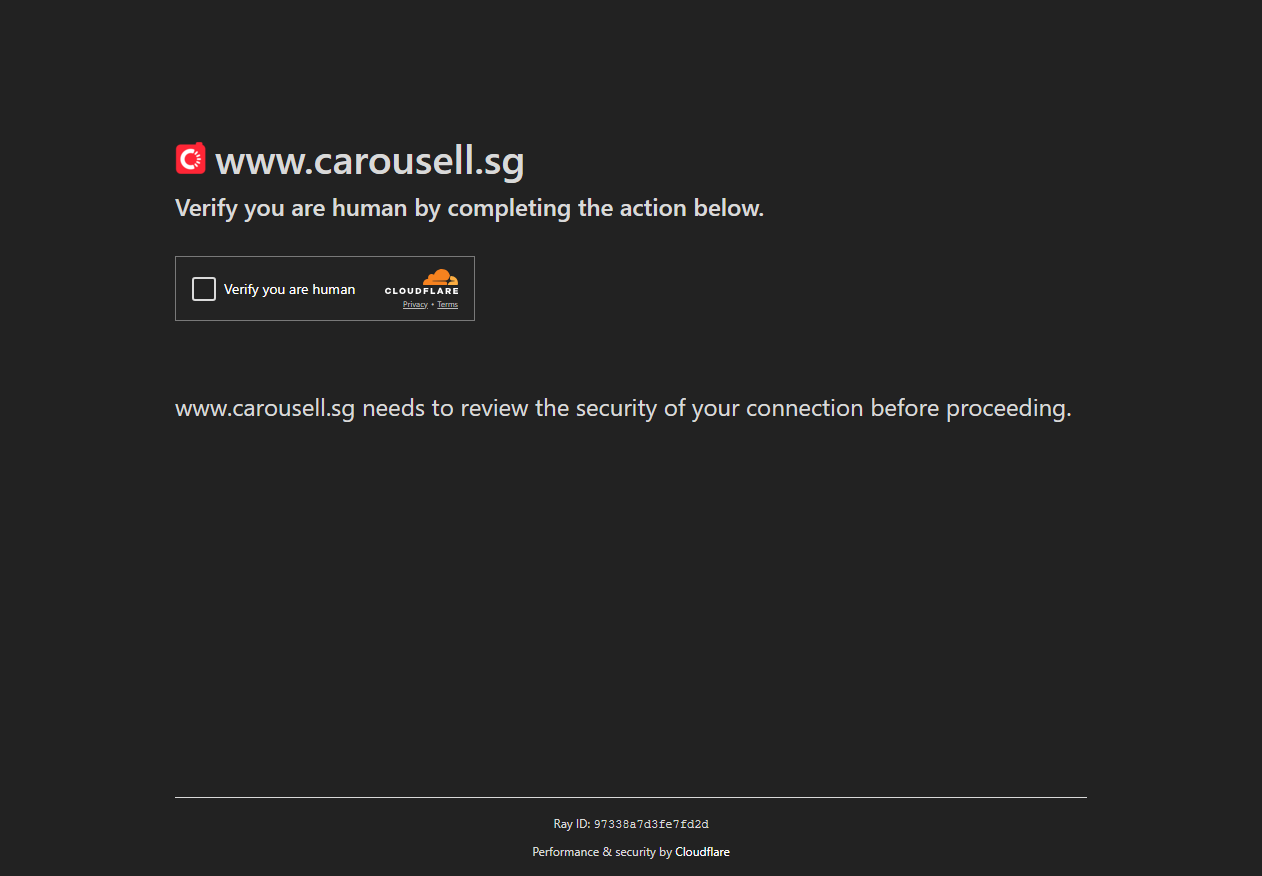 www.carousell.sg
Verify you are human by completing the action below.
Verify you are human
CLOUDFLARE
Privacy • Terms
www.carousell.sg needs to review the security of your connection before proceeding.
Ray ID: 97338a7d3fe7fd2d
Performance & security by Cloudflare